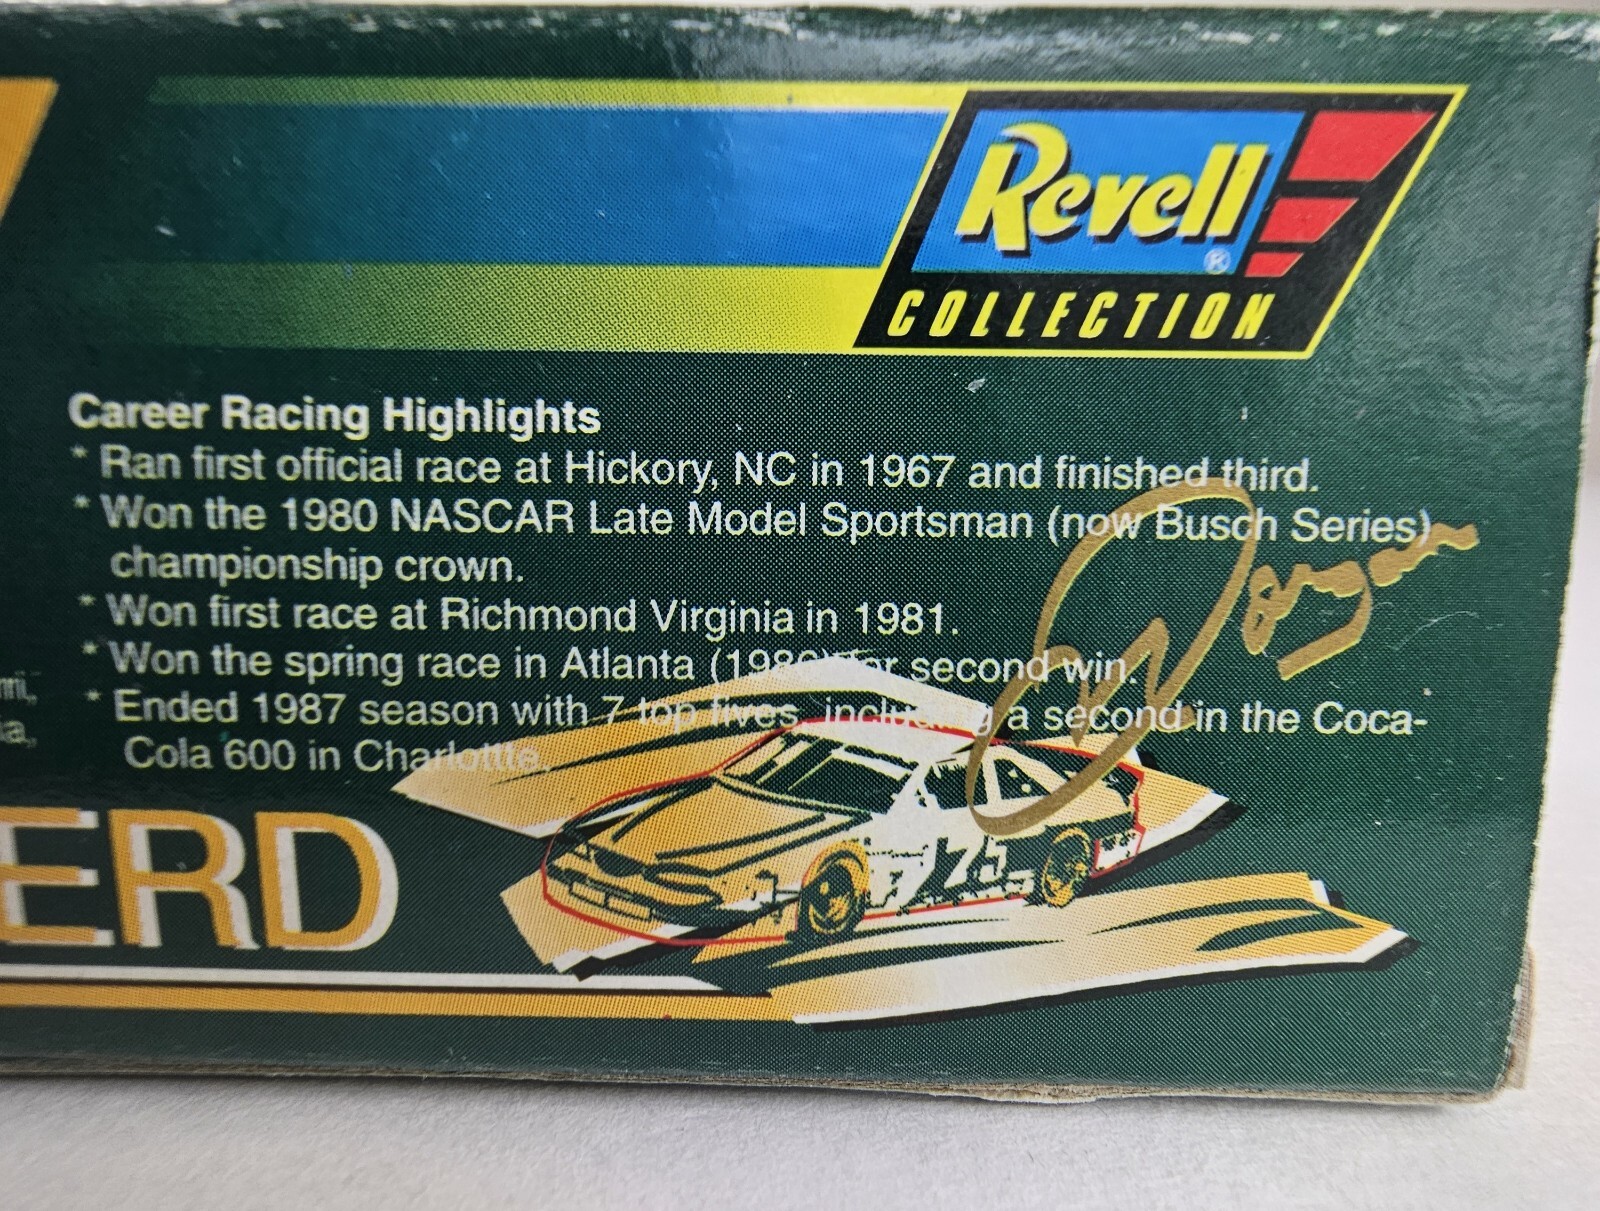 Revell
®
COLLECTION
Career Racing Highlights
* Ran first official race at Hickory, NC in 1967 and finished third.
* Won the 1980 NASCAR Late Model Sportsman (now Busch Series)
championship crown.
* Won first race at Richmond Virginia in 1981.
* Won the spring race in Atlanta (1986) for second win.
* Ended 1987 season with 7 top fives, including a second in the Coca-
Cola 600 in Charlottte.
ERD
75
Morgan